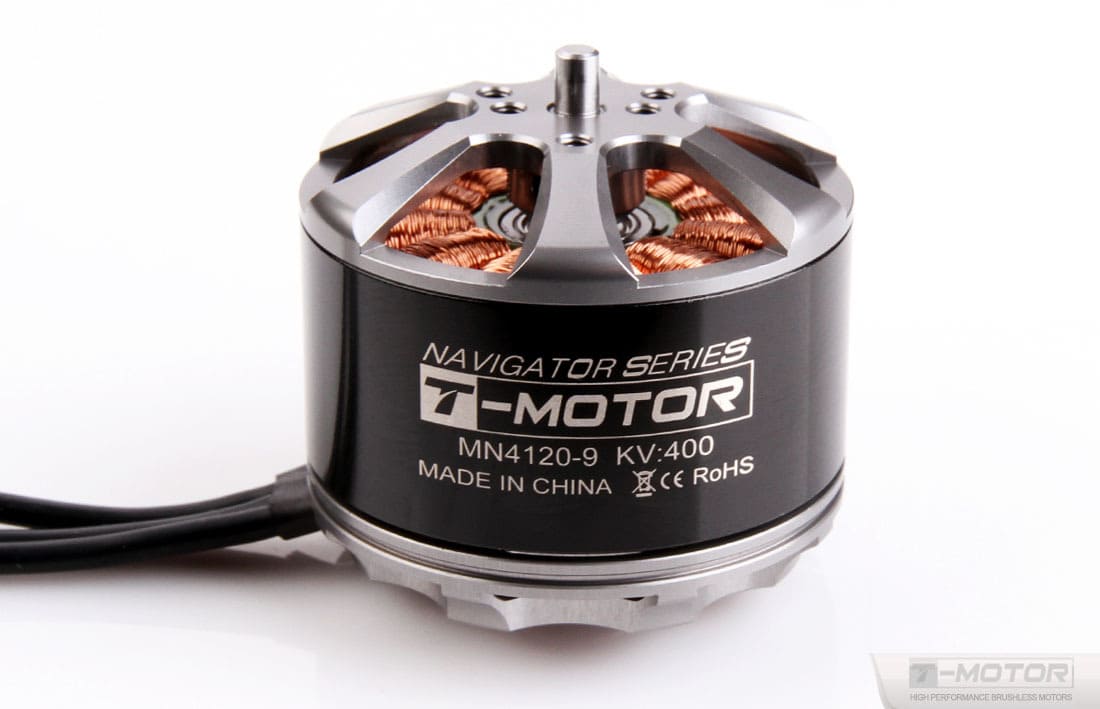 NAVIGATOR SERIES
T-MOTOR
MN4120-9 KV:400
MADE IN CHINA CE RoHS
T-MOTOR
HIGH PERFORMANCE BRUSHLESS MOTORS